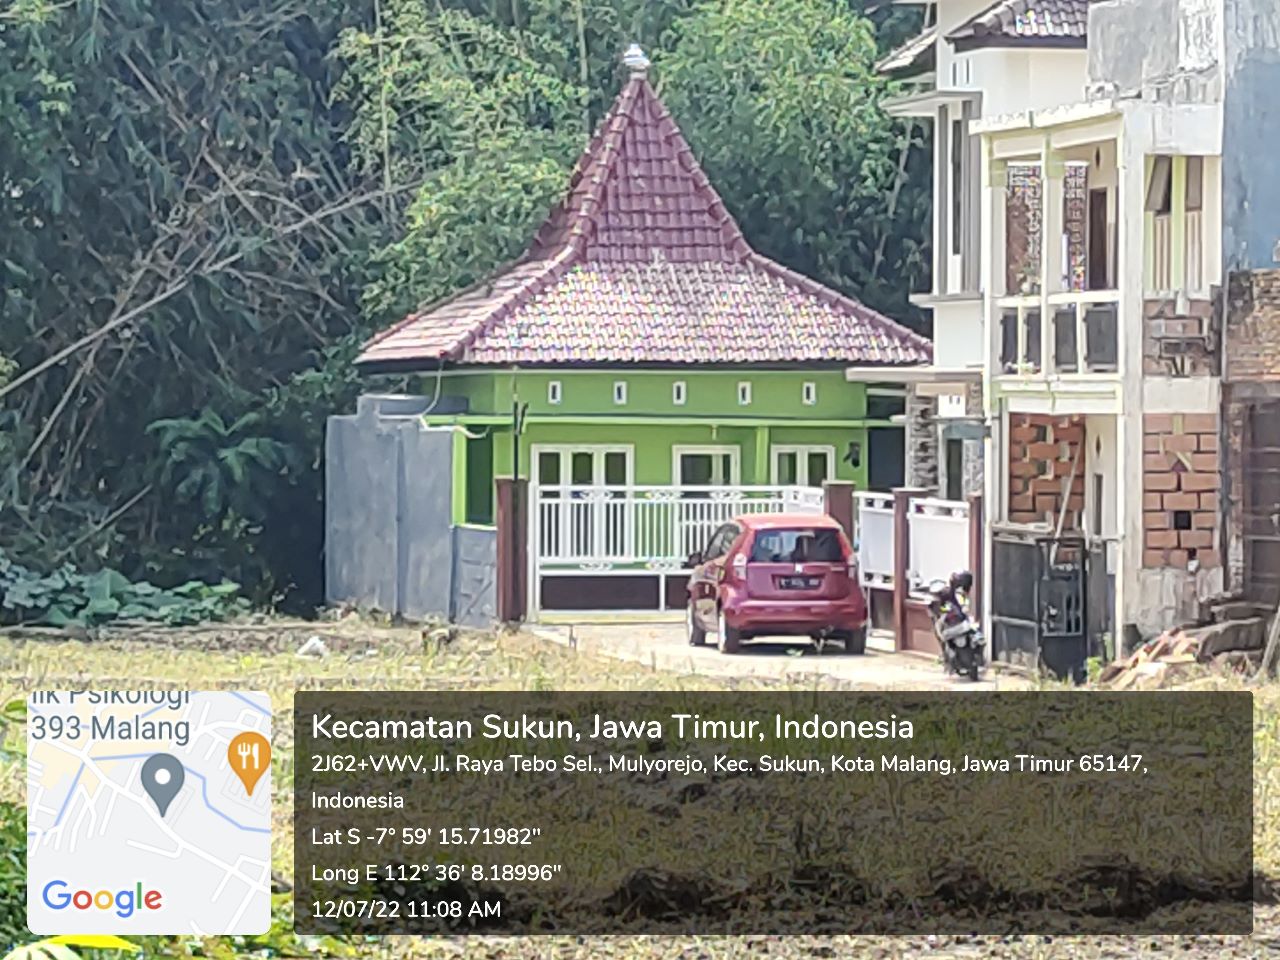 393 Malang
Google
Kecamatan Sukun, Jawa Timur, Indonesia
2J62+VWV, Jl. Raya Tebo Sel., Mulyorejo, Kec. Sukun, Kota Malang, Jawa Timur 65147,
Indonesia
Lat S -7° 59' 15.71982"
Long E 112° 36' 8.18996"
12/07/22 11:08 AM